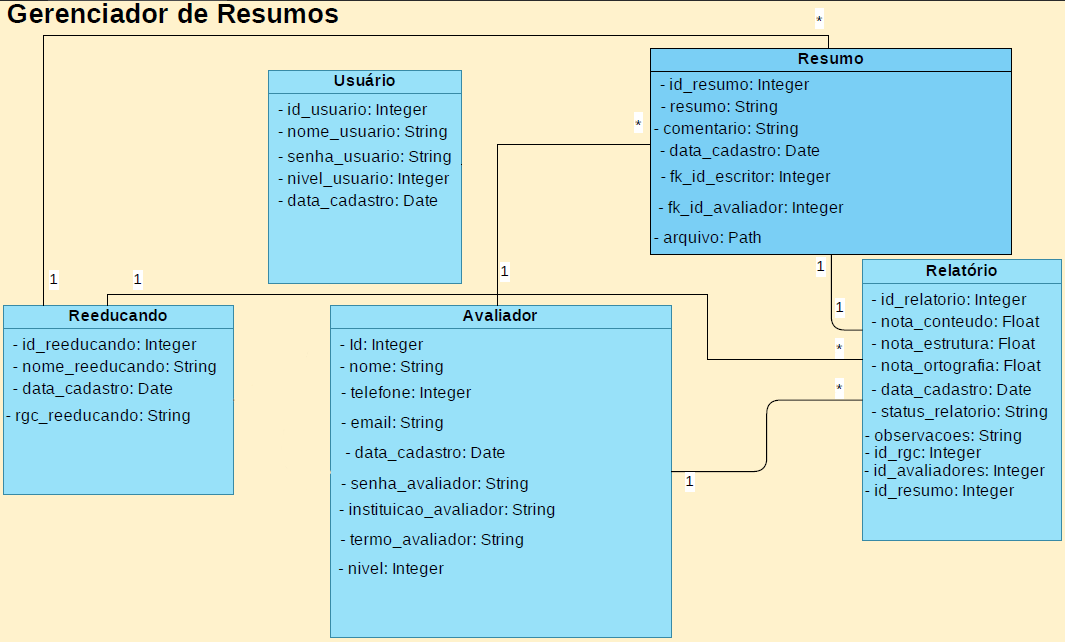 Gerenciador de Resumos
*
Resumo
- id_resumo: Integer
- resumo: String
- comentario: String
- data_cadastro: Date
- fk_id_escritor: Integer
- fk_id_avaliador: Integer
- arquivo: Path
Usuário
- id_usuario: Integer
- nome_usuario: String
- senha_usuario: String
- nivel_usuario: Integer
- data_cadastro: Date
*
1
1
1
1
1
*
*
1
Reeducando
- id_reeducando: Integer
- nome_reeducando: String
- data_cadastro: Date
- rgc_reeducando: String
Avaliador
- Id: Integer
- nome: String
- telefone: Integer
- email: String
- data_cadastro: Date
- senha_avaliador: String
- instituicao_avaliador: String
- termo_avaliador: String
- nivel: Integer
Relatório
- id_relatorio: Integer
- nota_conteudo: Float
- nota_estrutura: Float
- nota_ortografia: Float
- data_cadastro: Date
- status_relatorio: String
- observacoes: String
- id_rgc: Integer
- id_avaliadores: Integer
- id_resumo: Integer